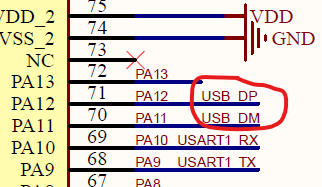 VDD_2 75 VDD
VSS_2 74 GND
NC 73
PA13 72 PA13
PA12 71 PA12 USB_DP
PA11 70 PA11 USB_DM
PA10 69 PA10 USART1_RX
PA9 68 PA9 USART1_TX
67 PA8